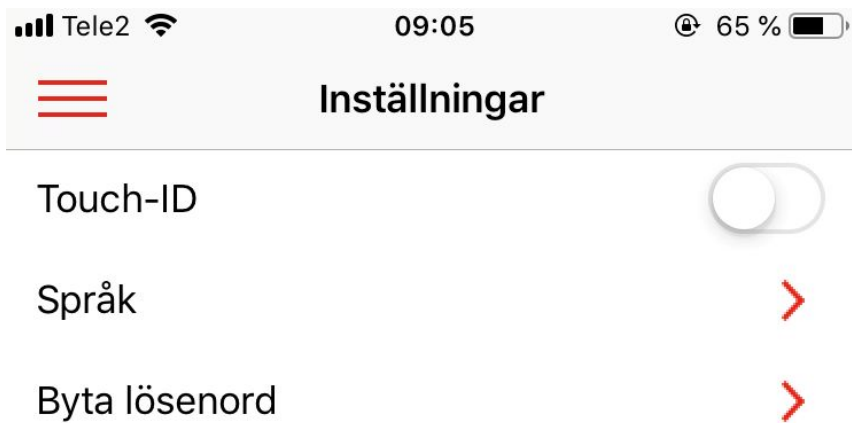 Tele2 09:05 65 %
Inställningar
Touch-ID
Språk
Byta lösenord